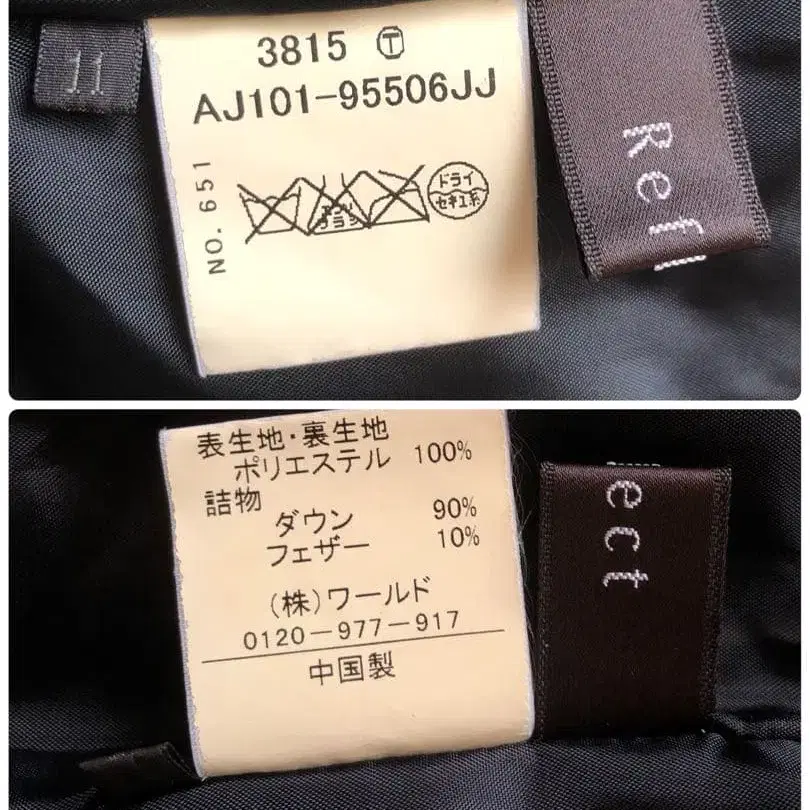 11
3815 Ⓣ
AJ101-95506JJ
NO. 651
ドライ
セキユ系
Ref
表生地・裏生地
ポリエステル 100%
詰物
ダウン 90%
フェザー 10%
(株)ワールド
0120-977-917
中国製
ect